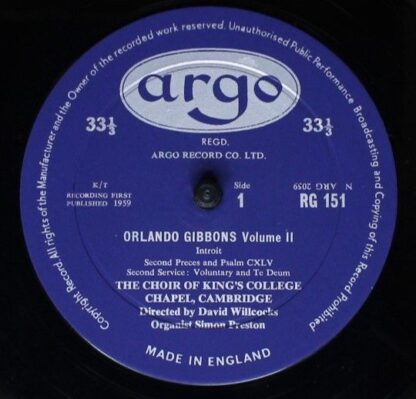 Copyright Record All rights of the Manufacturer and the Owner of the recorded work reserved. Unauthorised Public Performance Broadcasting and Copying of this Record Prohibited
argo
33⅓
33⅓
REGD.
ARGO RECORD CO. LTD.
K/T
RECORDING FIRST
PUBLISHED 1959
Side
1
N ARG 2059
RG 151
ORLANDO GIBBONS Volume II
Introit
Second Preces and Psalm CXLV
Second Service: Voluntary and Te Deum
THE CHOIR OF KING'S COLLEGE
CHAPEL, CAMBRIDGE
Directed by David Willcocks
Organist Simon Preston
MADE IN ENGLAND